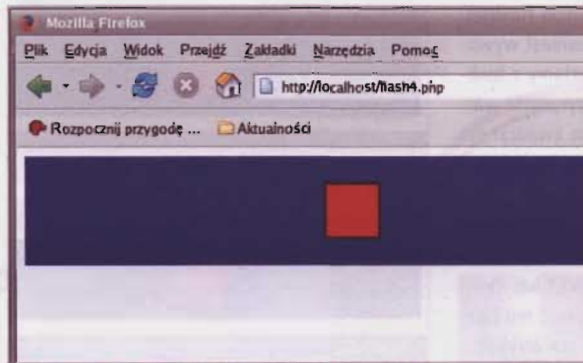 Mozilla Firefox
Plik Edycja Widok Przejdź Zakładki Narzędzia Pomoc
http://localhost/flash4.php
Rozpocznij przygodę ... Aktualności